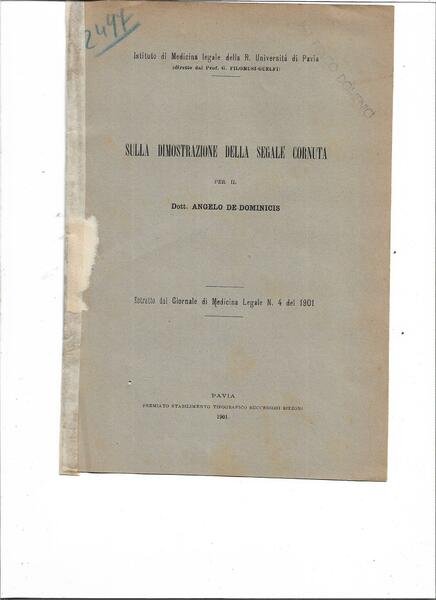 2497
Istituto di Medicina legale della R. Università di Pavia
(diretto dal Prof. G. FILOMUSI-GUELFI)
SULLA DIMOSTRAZIONE DELLA SEGALE CORNUTA
PER IL
Dott. ANGELO DE DOMINICIS
Estratto dal Giornale di Medicina Legale N. 4 del 1901
PAVIA
PREMIATO STABILIMENTO TIPOGRAFICO SUCCESSORI BIZZONI
1901.